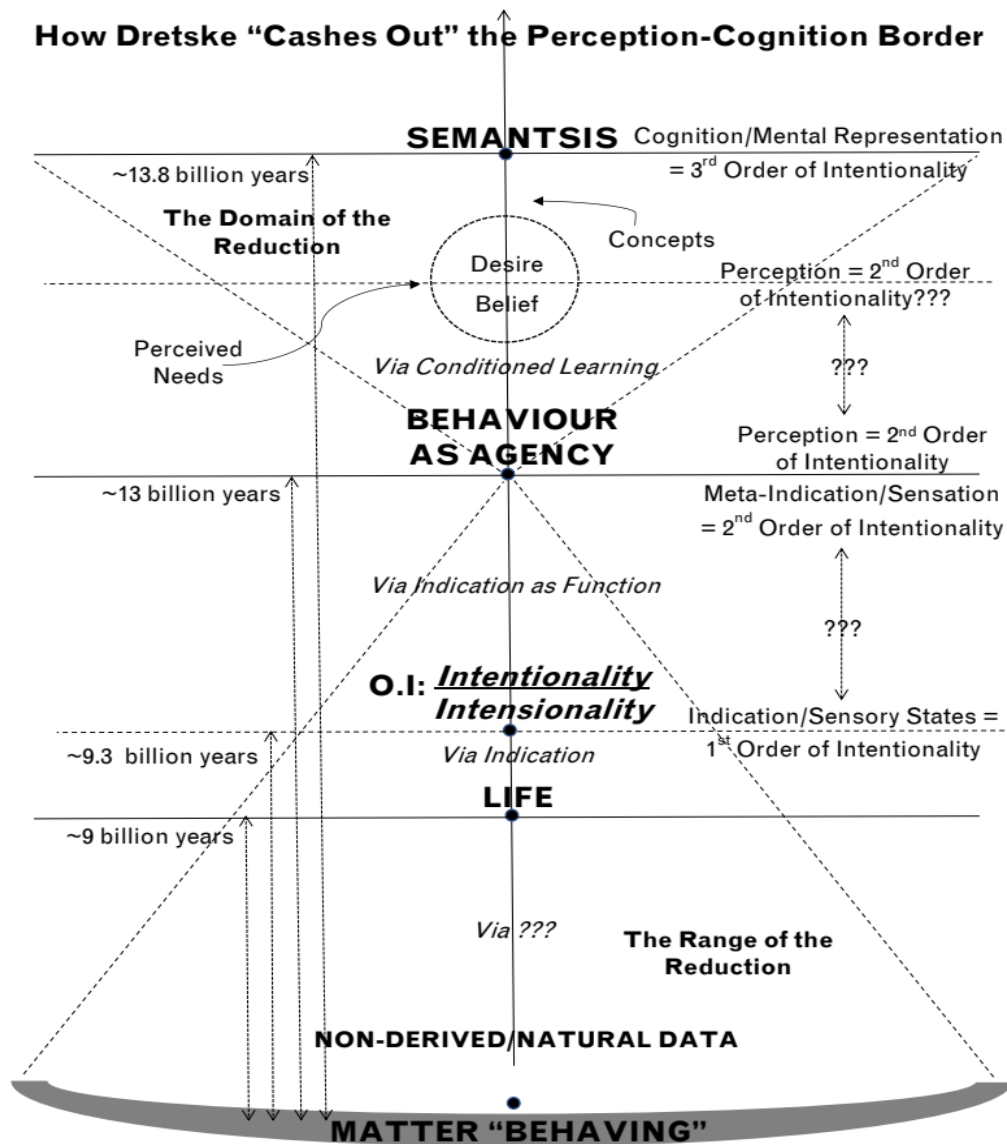 How Dretske “Cashes Out” the Perception-Cognition Border
SEMANTSIS
Cognition/Mental Representation
= 3rd Order of Intentionality
~13.8 billion years
The Domain of the
Reduction
Concepts
Desire
Belief
Perception = 2nd Order
of Intentionality???
Perceived
Needs
Via Conditioned Learning
???
BEHAVIOUR
AS AGENCY
Perception = 2nd Order
of Intentionality
~13 billion years
Meta-Indication/Sensation
= 2nd Order of Intentionality
Via Indication as Function
???
O.I: Intentionality
Intensionality
Indication/Sensory States =
1st Order of Intentionality
~9.3 billion years
Via Indication
LIFE
~9 billion years
Via ???
The Range of the
Reduction
NON-DERIVED/NATURAL DATA
MATTER “BEHAVING”